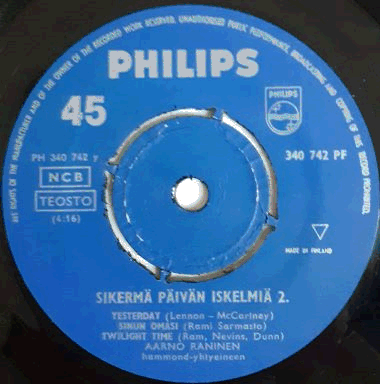 ALL RIGHTS OF THE MANUFACTURER AND OF THE OWNER OF THE RECORDED WORK RESERVED. UNAUTHORISED PUBLIC PERFORMANCE, BROADCASTING AND COPYING OF THIS RECORD PROHIBITED.
PHILIPS
45
PHILIPS
PH 340 742 y
340 742 PF
NCB
TEOSTO
(4:16)
MADE IN FINLAND
SIKERMÄ PÄIVÄN ISKELMIÄ 2.
YESTERDAY (Lennon – McCartney)
SINUN OMASI (Rami Sarmasto)
TWILIGHT TIME (Ram, Nevins, Dunn)
AARNO RANINEN
hammond-yhtyeineen